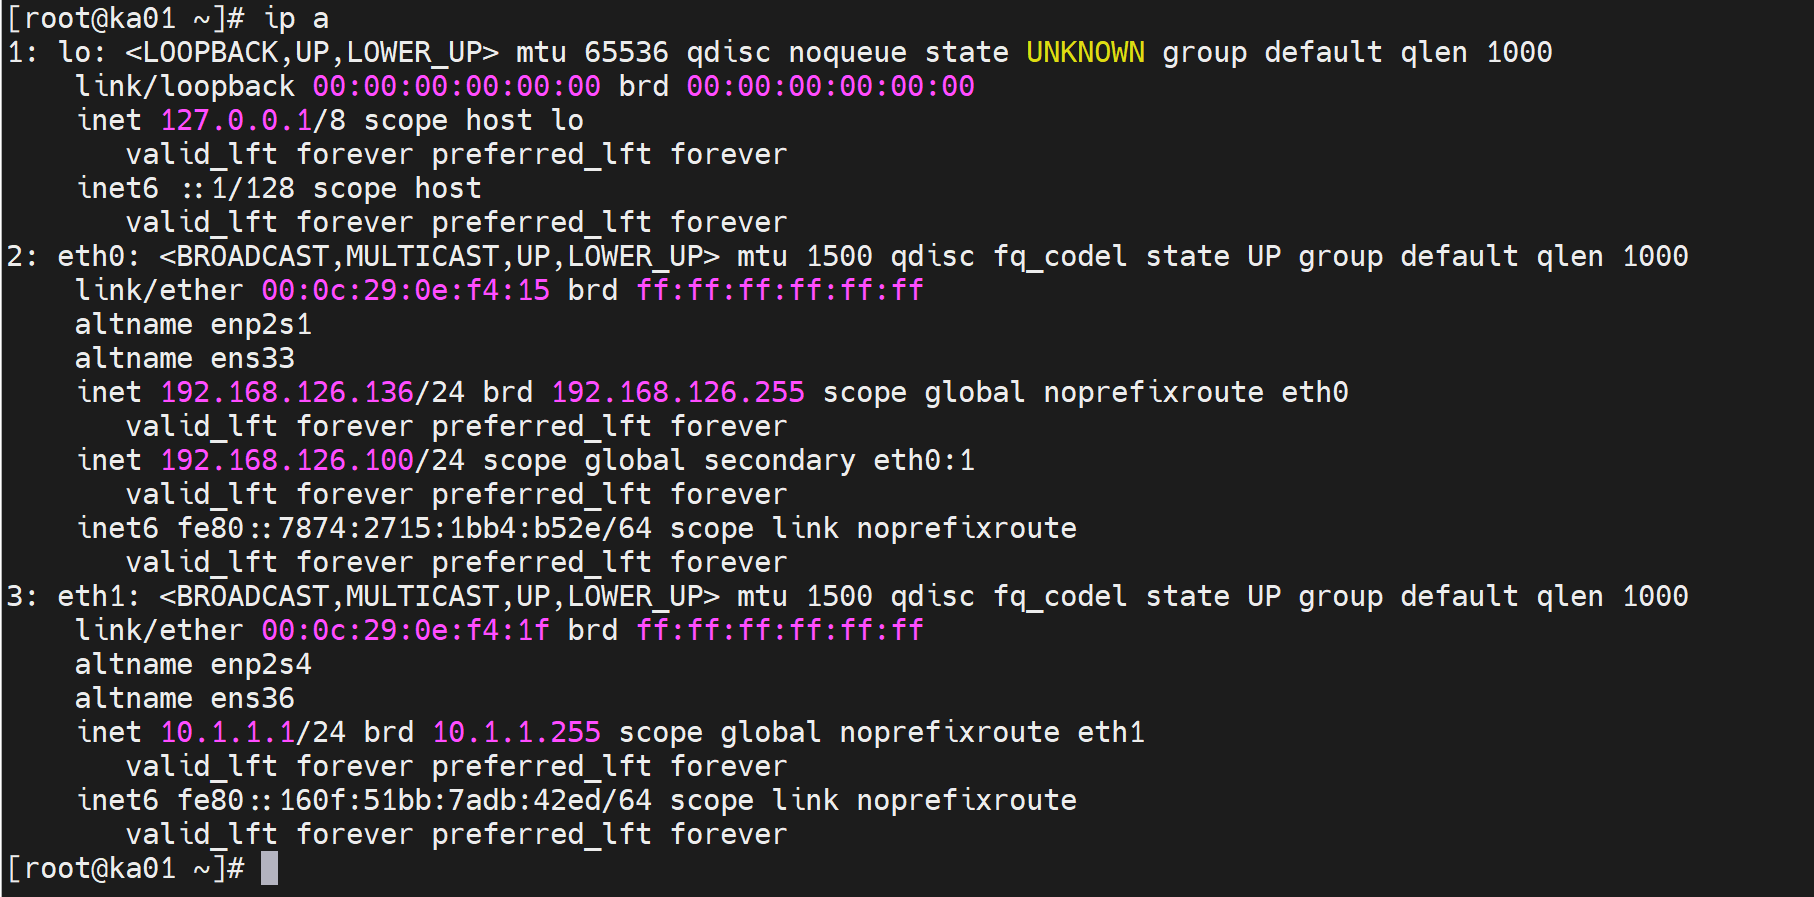 [root@ka01 ~]# ip a
1: lo: <LOOPBACK,UP,LOWER_UP> mtu 65536 qdisc noqueue state UNKNOWN group default qlen 1000
    link/loopback 00:00:00:00:00:00 brd 00:00:00:00:00:00
    inet 127.0.0.1/8 scope host lo
       valid_lft forever preferred_lft forever
    inet6 ::1/128 scope host
       valid_lft forever preferred_lft forever
2: eth0: <BROADCAST,MULTICAST,UP,LOWER_UP> mtu 1500 qdisc fq_codel state UP group default qlen 1000
    link/ether 00:0c:29:0e:f4:15 brd ff:ff:ff:ff:ff:ff
    altname enp2s1
    altname ens33
    inet 192.168.126.136/24 brd 192.168.126.255 scope global noprefixroute eth0
       valid_lft forever preferred_lft forever
    inet 192.168.126.100/24 scope global secondary eth0:1
       valid_lft forever preferred_lft forever
    inet6 fe80::7874:2715:1bb4:b52e/64 scope link noprefixroute
       valid_lft forever preferred_lft forever
3: eth1: <BROADCAST,MULTICAST,UP,LOWER_UP> mtu 1500 qdisc fq_codel state UP group default qlen 1000
    link/ether 00:0c:29:0e:f4:1f brd ff:ff:ff:ff:ff:ff
    altname enp2s4
    altname ens36
    inet 10.1.1.1/24 brd 10.1.1.255 scope global noprefixroute eth1
       valid_lft forever preferred_lft forever
    inet6 fe80::160f:51bb:7adb:42ed/64 scope link noprefixroute
       valid_lft forever preferred_lft forever
[root@ka01 ~]#